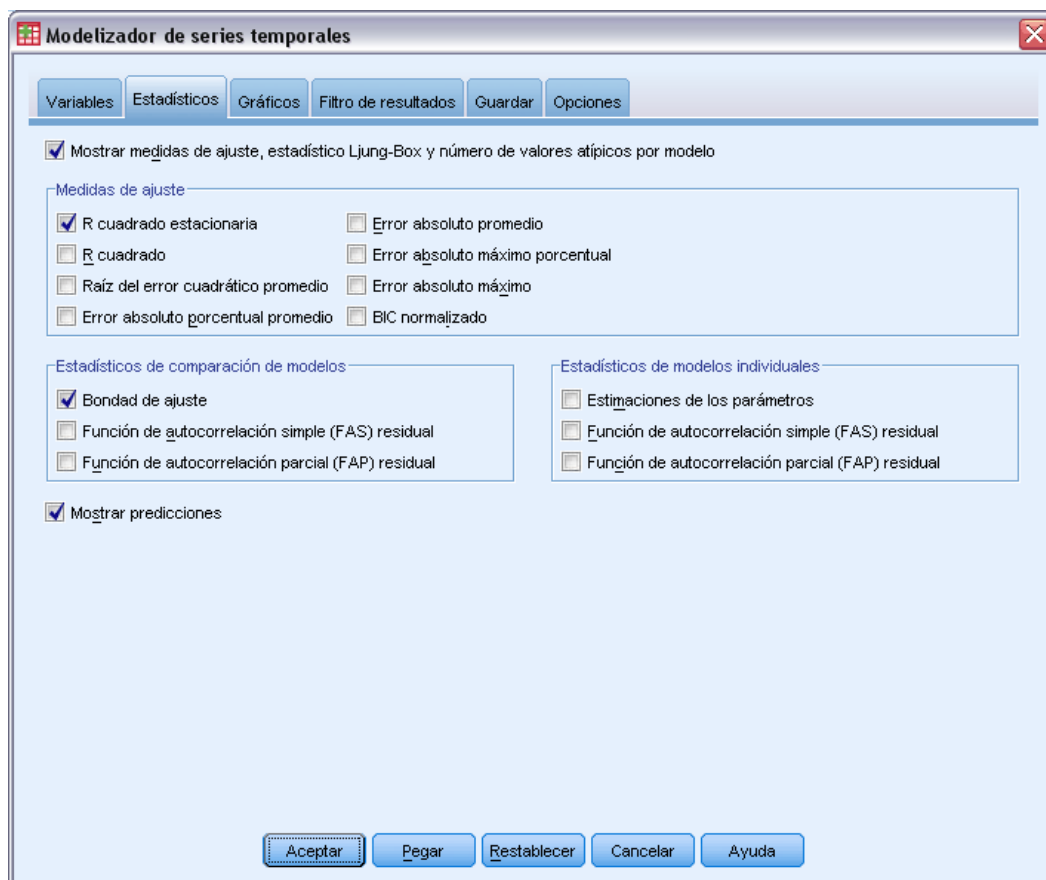 Modelizador de series temporales
Variables
Estadísticos
Gráficos
Filtro de resultados
Guardar
Opciones
Mostrar medidas de ajuste, estadístico Ljung-Box y número de valores atípicos por modelo
Medidas de ajuste
R cuadrado estacionaria
Error absoluto promedio
R cuadrado
Error absoluto máximo porcentual
Raíz del error cuadrático promedio
Error absoluto máximo
Error absoluto porcentual promedio
BIC normalizado
Estadísticos de comparación de modelos
Bondad de ajuste
Función de autocorrelación simple (FAS) residual
Función de autocorrelación parcial (FAP) residual
Estadísticos de modelos individuales
Estimaciones de los parámetros
Función de autocorrelación simple (FAS) residual
Función de autocorrelación parcial (FAP) residual
Mostrar predicciones
Aceptar
Pegar
Restablecer
Cancelar
Ayuda